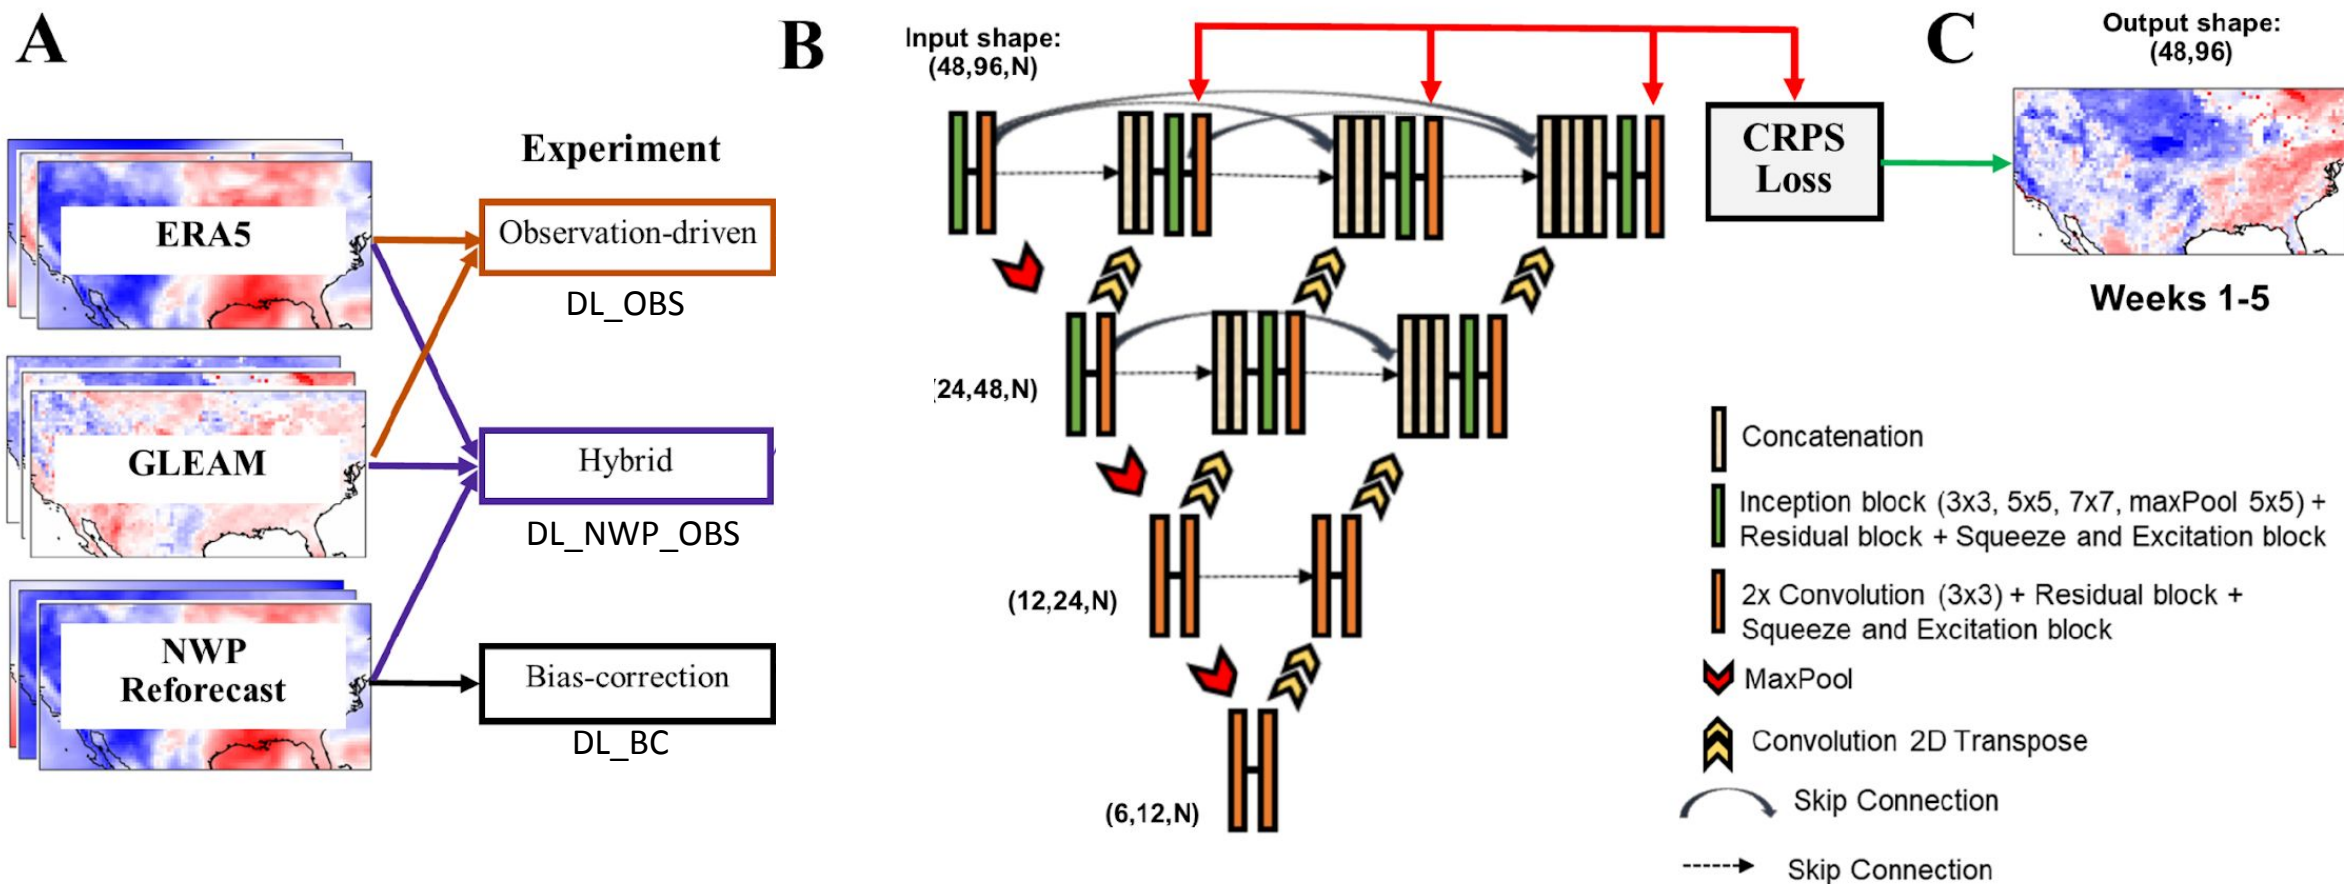 A
Experiment
ERA5
GLEAM
NWP
Reforecast
Observation-driven
DL_OBS
Hybrid
DL_NWP_OBS
Bias-correction
DL_BC
B
Input shape:
(48,96,N)
(24,48,N)
(12,24,N)
(6,12,N)
CRPS
Loss
C
Output shape:
(48,96)
Weeks 1-5
Concatenation
Inception block (3x3, 5x5, 7x7, maxPool 5x5) +
Residual block + Squeeze and Excitation block
2x Convolution (3x3) + Residual block +
Squeeze and Excitation block
MaxPool
Convolution 2D Transpose
Skip Connection
Skip Connection